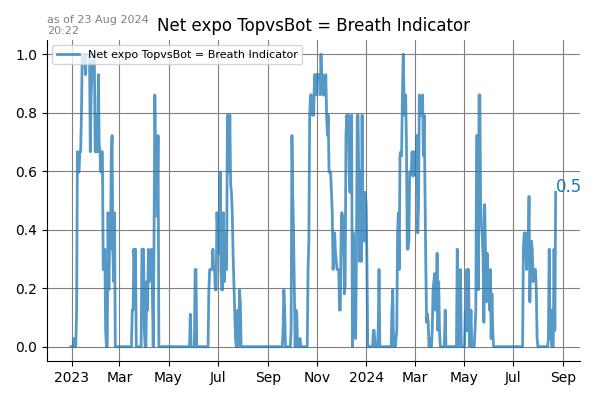 as of 23 Aug 2024
20:22
Net expo TopvsBot = Breath Indicator
Net expo TopvsBot = Breath Indicator
1.0
0.8
0.6
0.4
0.2
0.0
0.5
2023 Mar May Jul Sep Nov 2024 Mar May Jul Sep